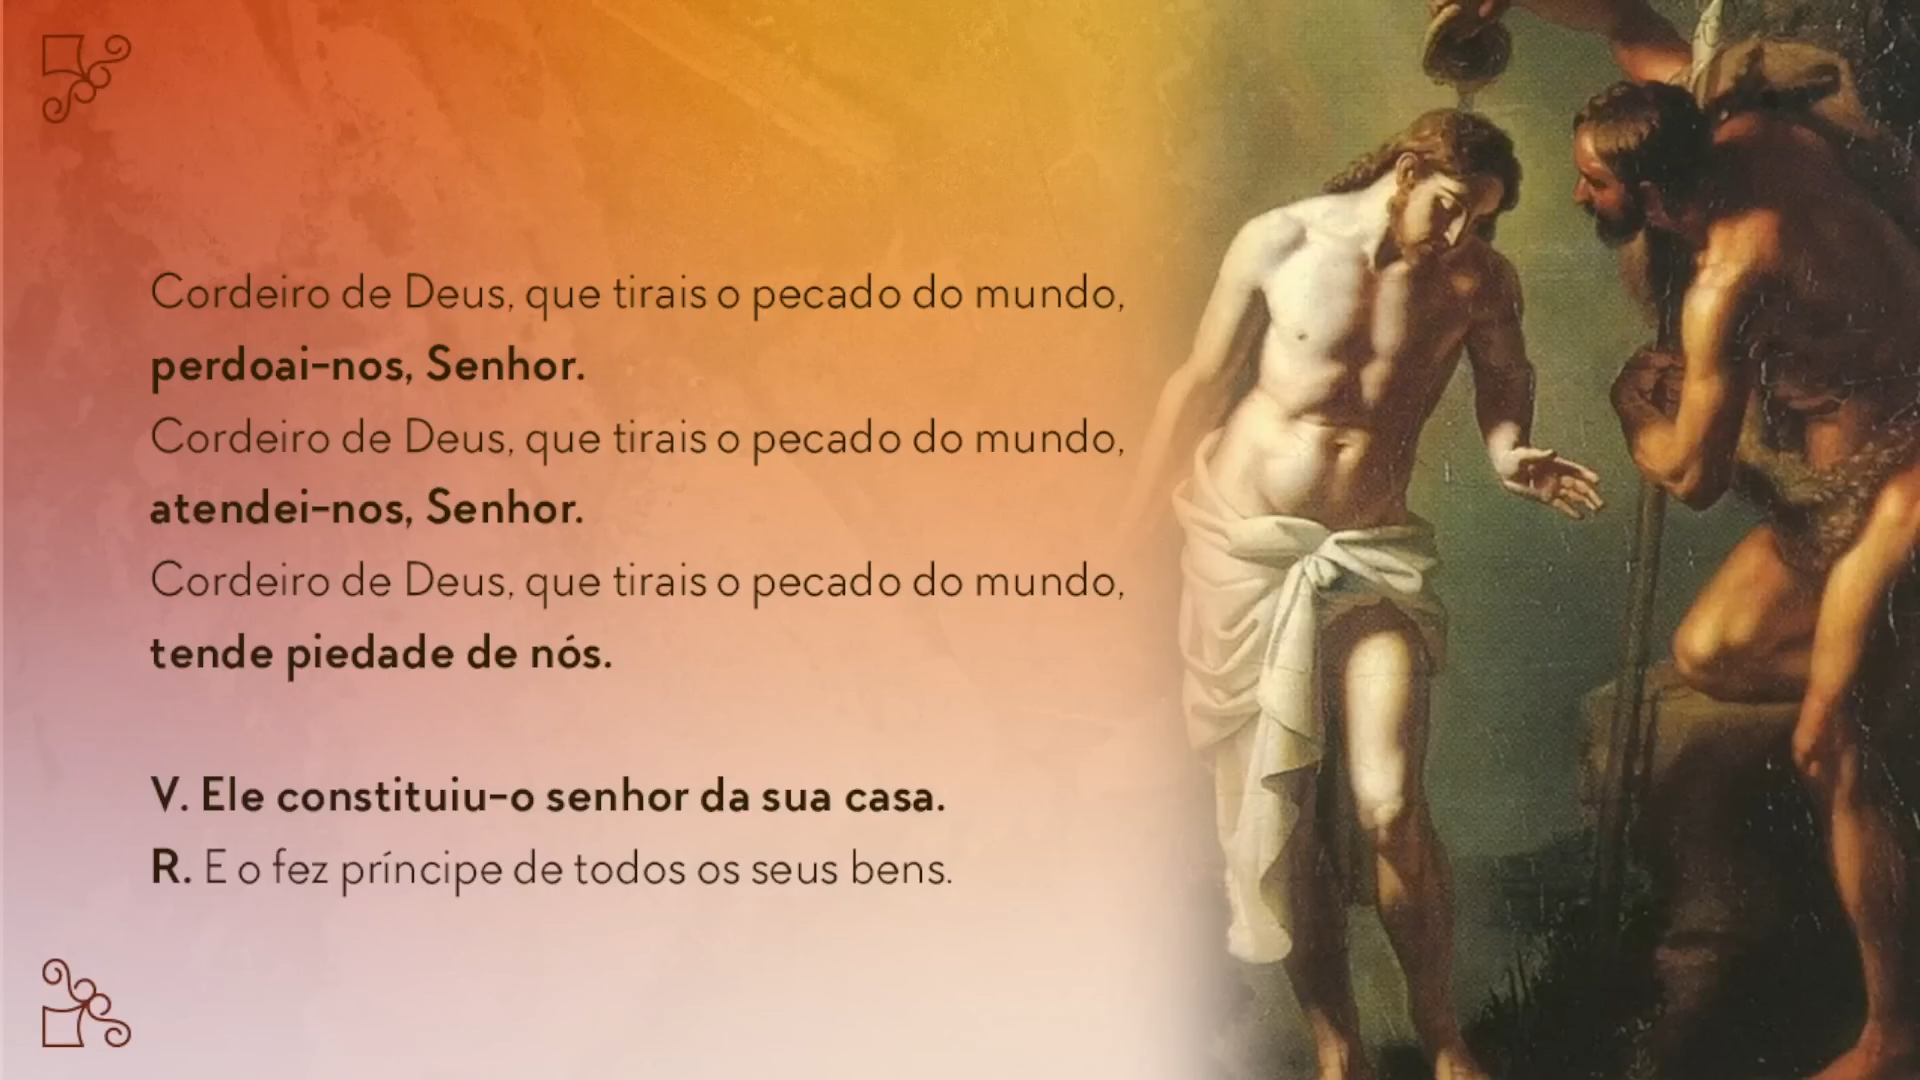 Cordeiro de Deus, que tirais o pecado do mundo,
perdoai-nos, Senhor.
Cordeiro de Deus, que tirais o pecado do mundo,
atendei-nos, Senhor.
Cordeiro de Deus, que tirais o pecado do mundo,
tende piedade de nós.
V. Ele constituiu-o senhor da sua casa.
R. E o fez príncipe de todos os seus bens.